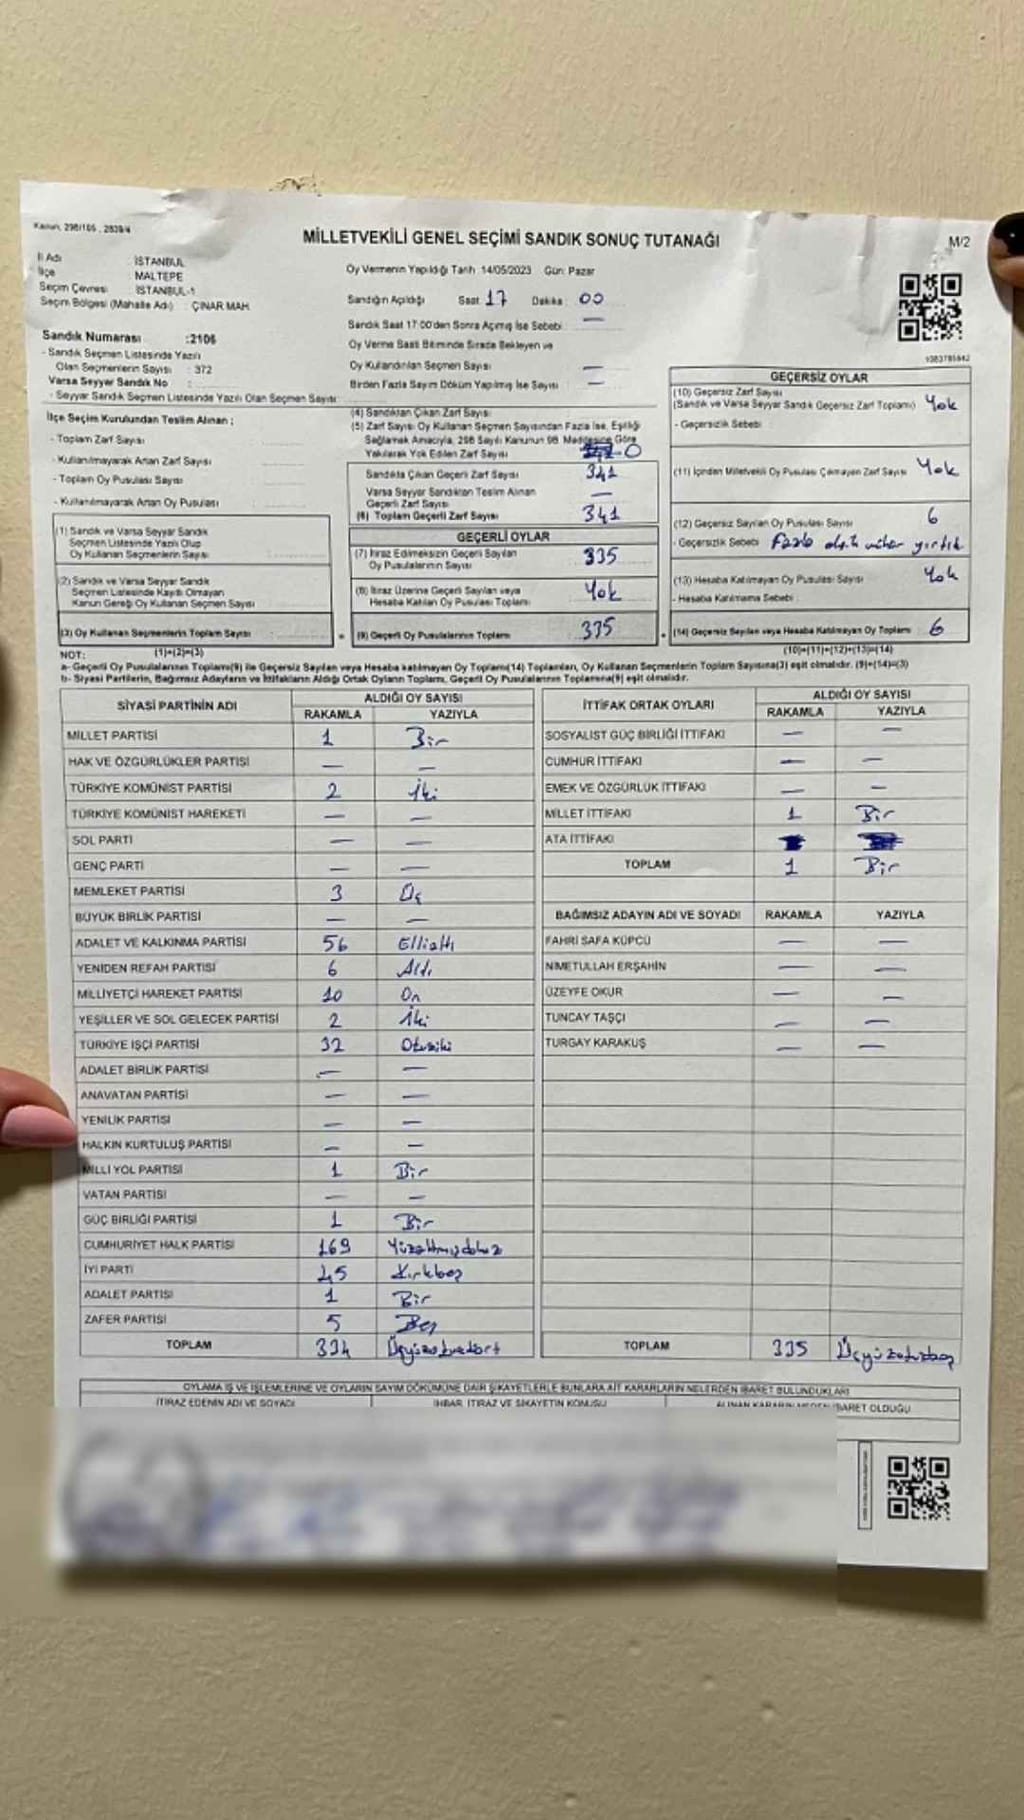 Kanun: 298/105 , 2839/4
MİLLETVEKİLİ GENEL SEÇİMİ SANDIK SONUÇ TUTANAĞI
M/2
İl Adı İSTANBUL
İlçe MALTEPE
Seçim Çevresi İSTANBUL-1
Seçim Bölgesi (Mahalle Adı) : ÇINAR MAH.
Oy Vermenin Yapıldığı Tarih 14/05/2023 Gün: Pazar
Sandığın Açıldığı Saat 17 Dakika : 00
Sandık Saat 17:00'den Sonra Açılmış İse Sebebi : —
Oy Verme Saati Bitiminde Sırada Bekleyen ve
Oy Kullandırılan Seçmen Sayısı —
Birden Fazla Sayım Döküm Yapılmış İse Sayısı —
Sandık Numarası :2106
- Sandık Seçmen Listesinde Yazılı
Olan Seçmenlerin Sayısı : 372
Varsa Seyyar Sandık No :
- Seyyar Sandık Seçmen Listesinde Yazılı Olan Seçmen Sayısı
İlçe Seçim Kurulundan Teslim Alınan ;
- Toplam Zarf Sayısı
- Kullanılmayarak Artan Zarf Sayısı
- Toplam Oy Pusulası Sayısı
- Kullanılmayarak Artan Oy Pusulası
(1) Sandık ve Varsa Seyyar Sandık
Seçmen Listesinde Yazılı Olup
Oy Kullanan Seçmenlerin Sayısı
(2) Sandık ve Varsa Seyyar Sandık
Seçmen Listesinde Kaydı Olmayan
Kanun Gereği Oy Kullanan Seçmen Sayısı
(3) Oy Kullanan Seçmenlerin Toplam Sayısı
(1)+(2)=(3)
(4) Sandıktan Çıkan Zarf Sayısı
(5) Zarf Sayısı Oy Kullanan Seçmen Sayısından Fazla İse, Eşitliği
Sağlamak Amacıyla, 298 Sayılı Kanunun 98. Maddesine Göre
Yakılarak Yok Edilen Zarf Sayısı 0
Sandıkta Çıkan Geçerli Zarf Sayısı 341
Varsa Seyyar Sandıktan Teslim Alınan
Geçerli Zarf Sayısı —
(6) Toplam Geçerli Zarf Sayısı 341
GEÇERLİ OYLAR
(7) İtiraz Edilmeksizin Geçerli Sayılan
Oy Pusulalarının Sayısı 335
(8) İtiraz Üzerine Geçerli Sayılan veya
Hesaba Katılan Oy Pusulası Toplamı Yok
(9) Geçerli Oy Pusulalarının Toplamı 335
1083785942
GEÇERSİZ OYLAR
(10) Geçersiz Zarf Sayısı
(Sandık ve Varsa Seyyar Sandık Geçersiz Zarf Toplamı) Yok
- Geçersizlik Sebebi
(11) İçinden Milletvekili Oy Pusulası Çıkmayan Zarf Sayısı Yok
(12) Geçersiz Sayılan Oy Pusulası Sayısı 6
- Geçersizlik Sebebi Fazla yırtık
(13) Hesaba Katılmayan Oy Pusulası Sayısı Yok
- Hesaba Katılmama Sebebi
(14) Geçersiz Sayılan veya Hesaba Katılmayan Oy Toplamı 6
(10)+(11)+(12)+(13)=(14)
NOT:
a- Geçerli Oy Pusulalarının Toplamı(9) ile Geçersiz Sayılan veya Hesaba katılmayan Oy Toplamı(14) Toplamları, Oy Kullanan Seçmenlerin Toplam Sayısına(3) eşit olmalıdır. (9)+(14)=(3)
b- Siyasi Partilerin, Bağımsız Adayların ve İttifakların Aldığı Ortak Oyların Toplamı, Geçerli Oy Pusulalarının Toplamına(9) eşit olmalıdır.
SİYASİ PARTİNİN ADI ALDIĞI OY SAYISI
RAKAMLA YAZIYLA
MİLLET PARTİSİ 1 Bir
HAK VE ÖZGÜRLÜKLER PARTİSİ — —
TÜRKİYE KOMÜNİST PARTİSİ 2 İki
TÜRKİYE KOMÜNİST HAREKETİ — —
SOL PARTİ — —
GENÇ PARTİ — —
MEMLEKET PARTİSİ 3 Üç
BÜYÜK BİRLİK PARTİSİ — —
ADALET VE KALKINMA PARTİSİ 56 Ellialtı
YENİDEN REFAH PARTİSİ 6 Altı
MİLLİYETÇİ HAREKET PARTİSİ 10 On
YEŞİLLER VE SOL GELECEK PARTİSİ 2 İki
TÜRKİYE İŞÇİ PARTİSİ 32 Otuziki
ADALET BİRLİK PARTİSİ — —
ANAVATAN PARTİSİ — —
YENİLİK PARTİSİ — —
HALKIN KURTULUŞ PARTİSİ — —
MİLLİ YOL PARTİSİ 1 Bir
VATAN PARTİSİ — —
GÜÇ BİRLİĞİ PARTİSİ 1 Bir
CUMHURİYET HALK PARTİSİ 169 Yüzaltmışdokuz
İYİ PARTİ 45 Kırkbeş
ADALET PARTİSİ 1 Bir
ZAFER PARTİSİ 5 Beş
TOPLAM 334 Üçyüzotuzdört
İTTİFAK ORTAK OYLARI ALDIĞI OY SAYISI
RAKAMLA YAZIYLA
SOSYALİST GÜÇ BİRLİĞİ İTTİFAKI — —
CUMHUR İTTİFAKI — —
EMEK VE ÖZGÜRLÜK İTTİFAKI — —
MİLLET İTTİFAKI 1 Bir
ATA İTTİFAKI
TOPLAM 1 Bir
BAĞIMSIZ ADAYIN ADI VE SOYADI RAKAMLA YAZIYLA
FAHRİ SAFA KÜPCÜ — —
NİMETULLAH ERŞAHİN — —
ÜZEYFE OKUR — —
TUNCAY TAŞÇI — —
TURGAY KARAKUŞ — —
TOPLAM 335 Üçyüzotuzbeş
OYLAMA İŞ VE İŞLEMLERİNE VE OYLARIN SAYIM DÖKÜMÜNE DAİR ŞİKAYETLERLE BUNLARA AİT KARARLARIN NELERDEN İBARET BULUNDUKLARI
İTİRAZ EDENİN ADI VE SOYADI İHBAR, İTİRAZ VE ŞİKAYETİN KONUSU ALINAN KARARIN NEDEN İBARET OLDUĞU